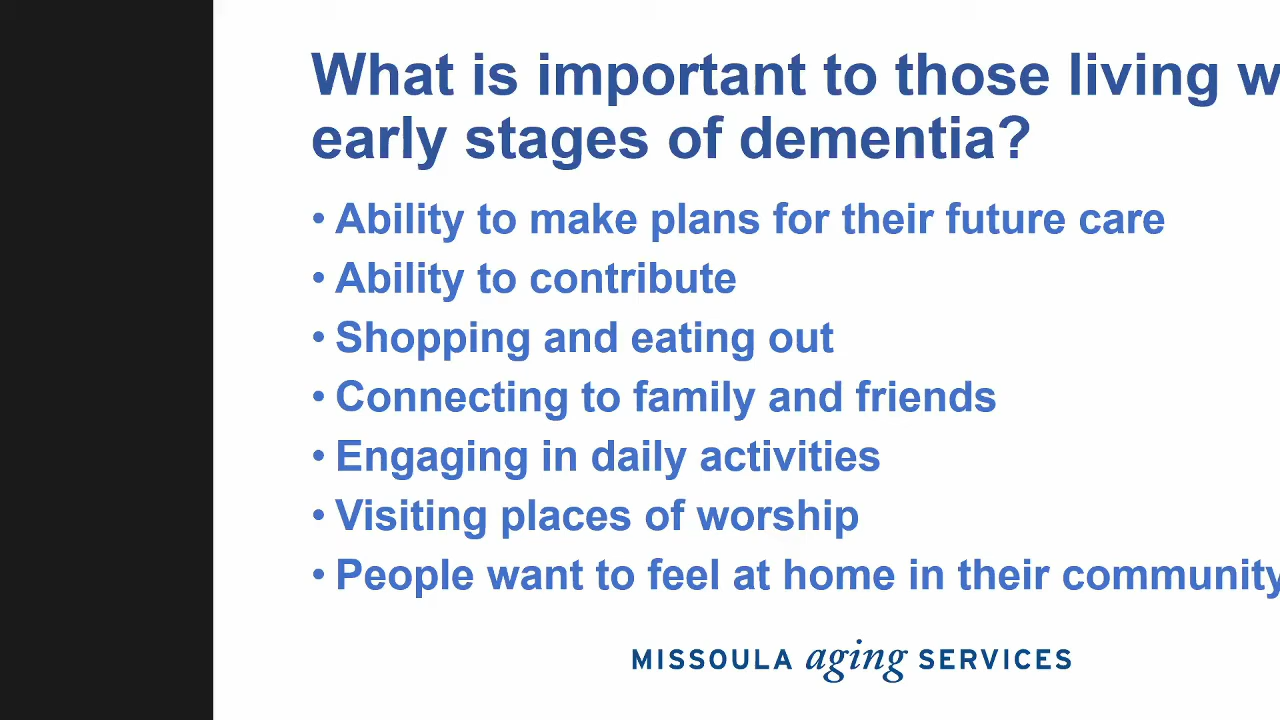 What is important to those living w
early stages of dementia?
• Ability to make plans for their future care
• Ability to contribute
• Shopping and eating out
• Connecting to family and friends
• Engaging in daily activities
• Visiting places of worship
• People want to feel at home in their community
MISSOULA aging SERVICES